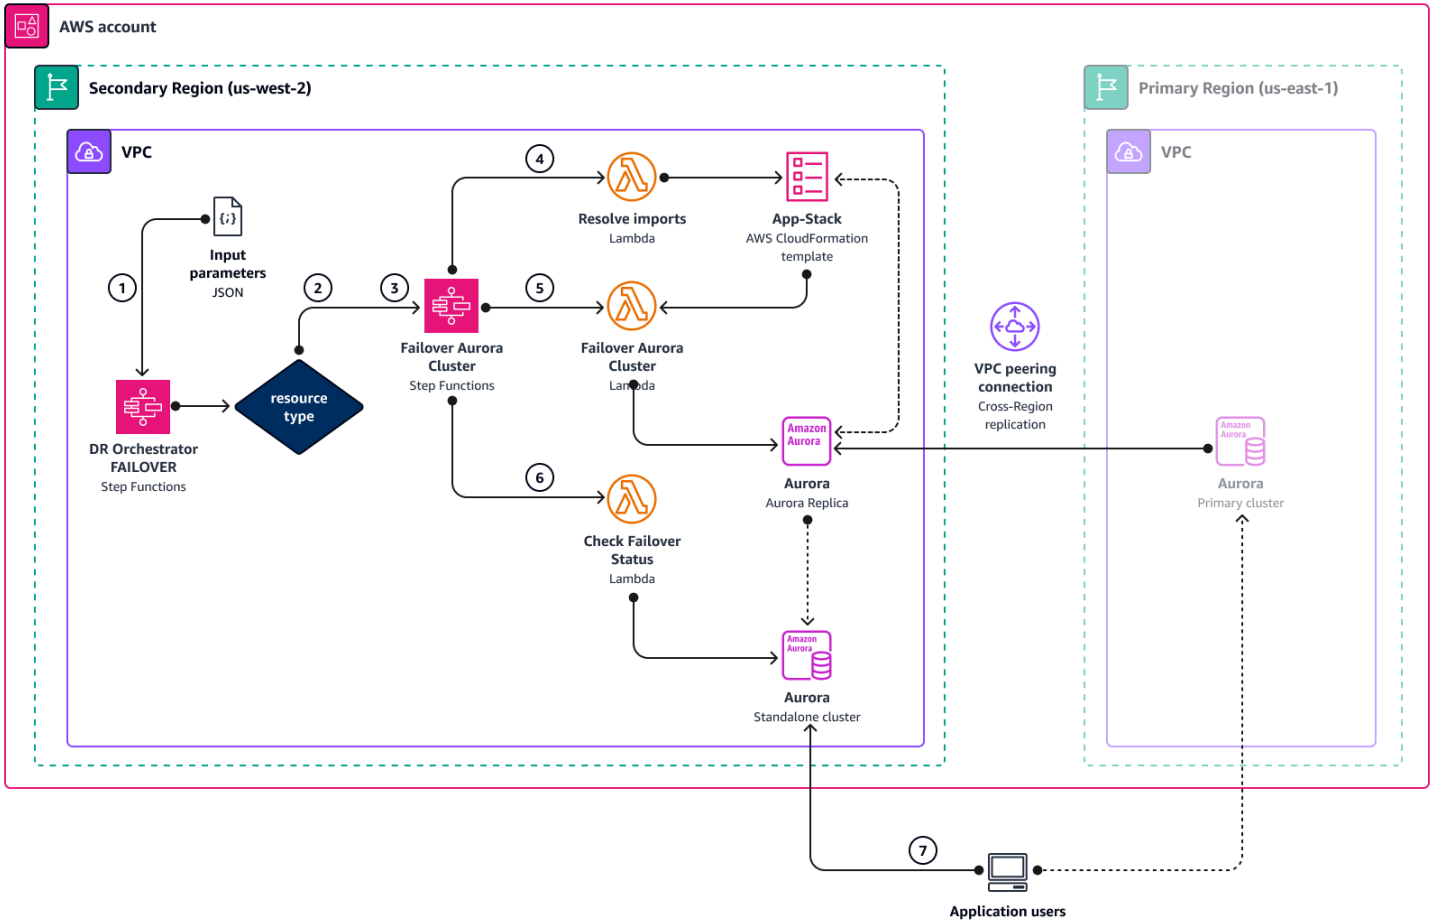 AWS account
Secondary Region (us-west-2)
Primary Region (us-east-1)
VPC
VPC
4
Resolve imports
Lambda
App-Stack
AWS CloudFormation
template
{;}
Input
parameters
JSON
1
2
3
5
Failover Aurora
Cluster
Step Functions
Failover Aurora
Cluster
Lambda
VPC peering
connection
Cross-Region
replication
resource
type
DR Orchestrator
FAILOVER
Step Functions
Amazon
Aurora
Aurora
Aurora Replica
Amazon
Aurora
Aurora
Primary cluster
6
Check Failover
Status
Lambda
Amazon
Aurora
Aurora
Standalone cluster
7
Application users